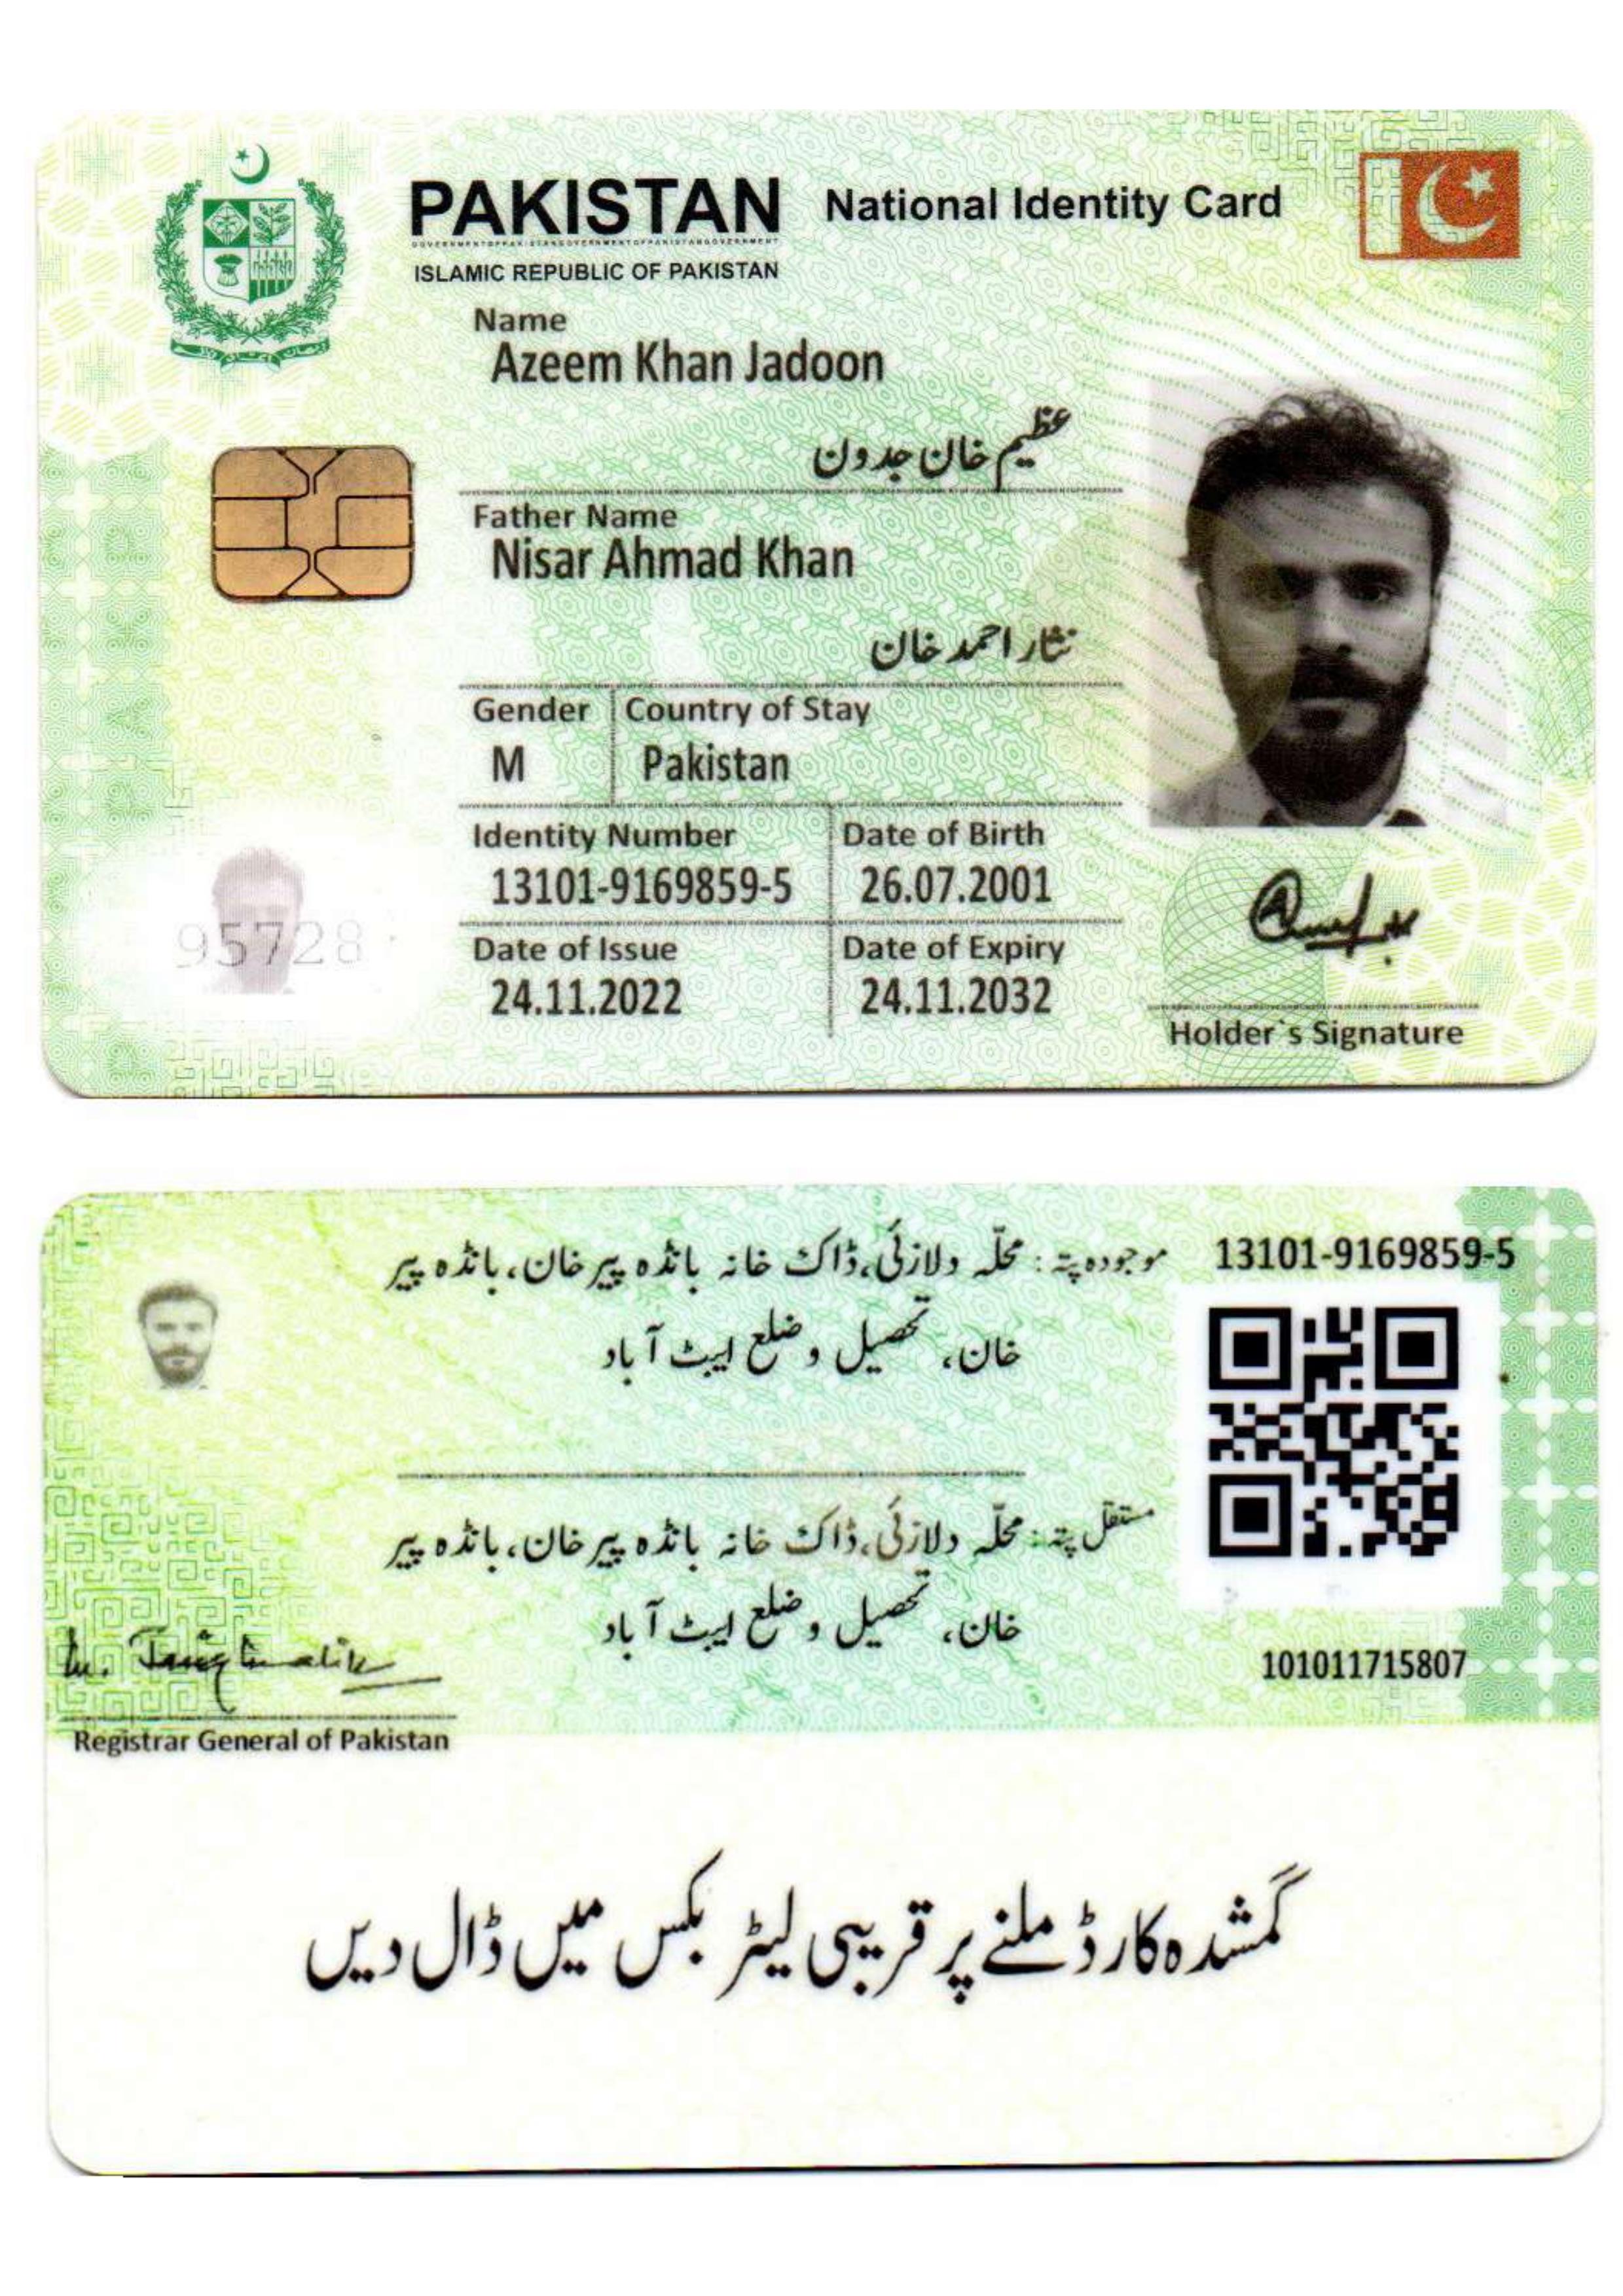 PAKISTAN National Identity Card
ISLAMIC REPUBLIC OF PAKISTAN
Name
Azeem Khan Jadoon
عظیم خان جدون
Father Name
Nisar Ahmad Khan
نثار احمد خان
Gender Country of Stay
M Pakistan
Identity Number Date of Birth
13101-9169859-5 26.07.2001
95728
Date of Issue Date of Expiry
24.11.2022 24.11.2032
Holder`s Signature
13101-9169859-5
موجودہ پتہ : محلّہ دلازئی، ڈاک خانہ بانڈہ پیر خان، بانڈہ پیر
خان، تحصیل و ضلع ایبٹ آباد
مستقل پتہ : محلّہ دلازئی، ڈاک خانہ بانڈہ پیر خان، بانڈہ پیر
خان، تحصیل و ضلع ایبٹ آباد
101011715807
Registrar General of Pakistan
گمشدہ کارڈ ملنے پر قریبی لیٹر بکس میں ڈال دیں